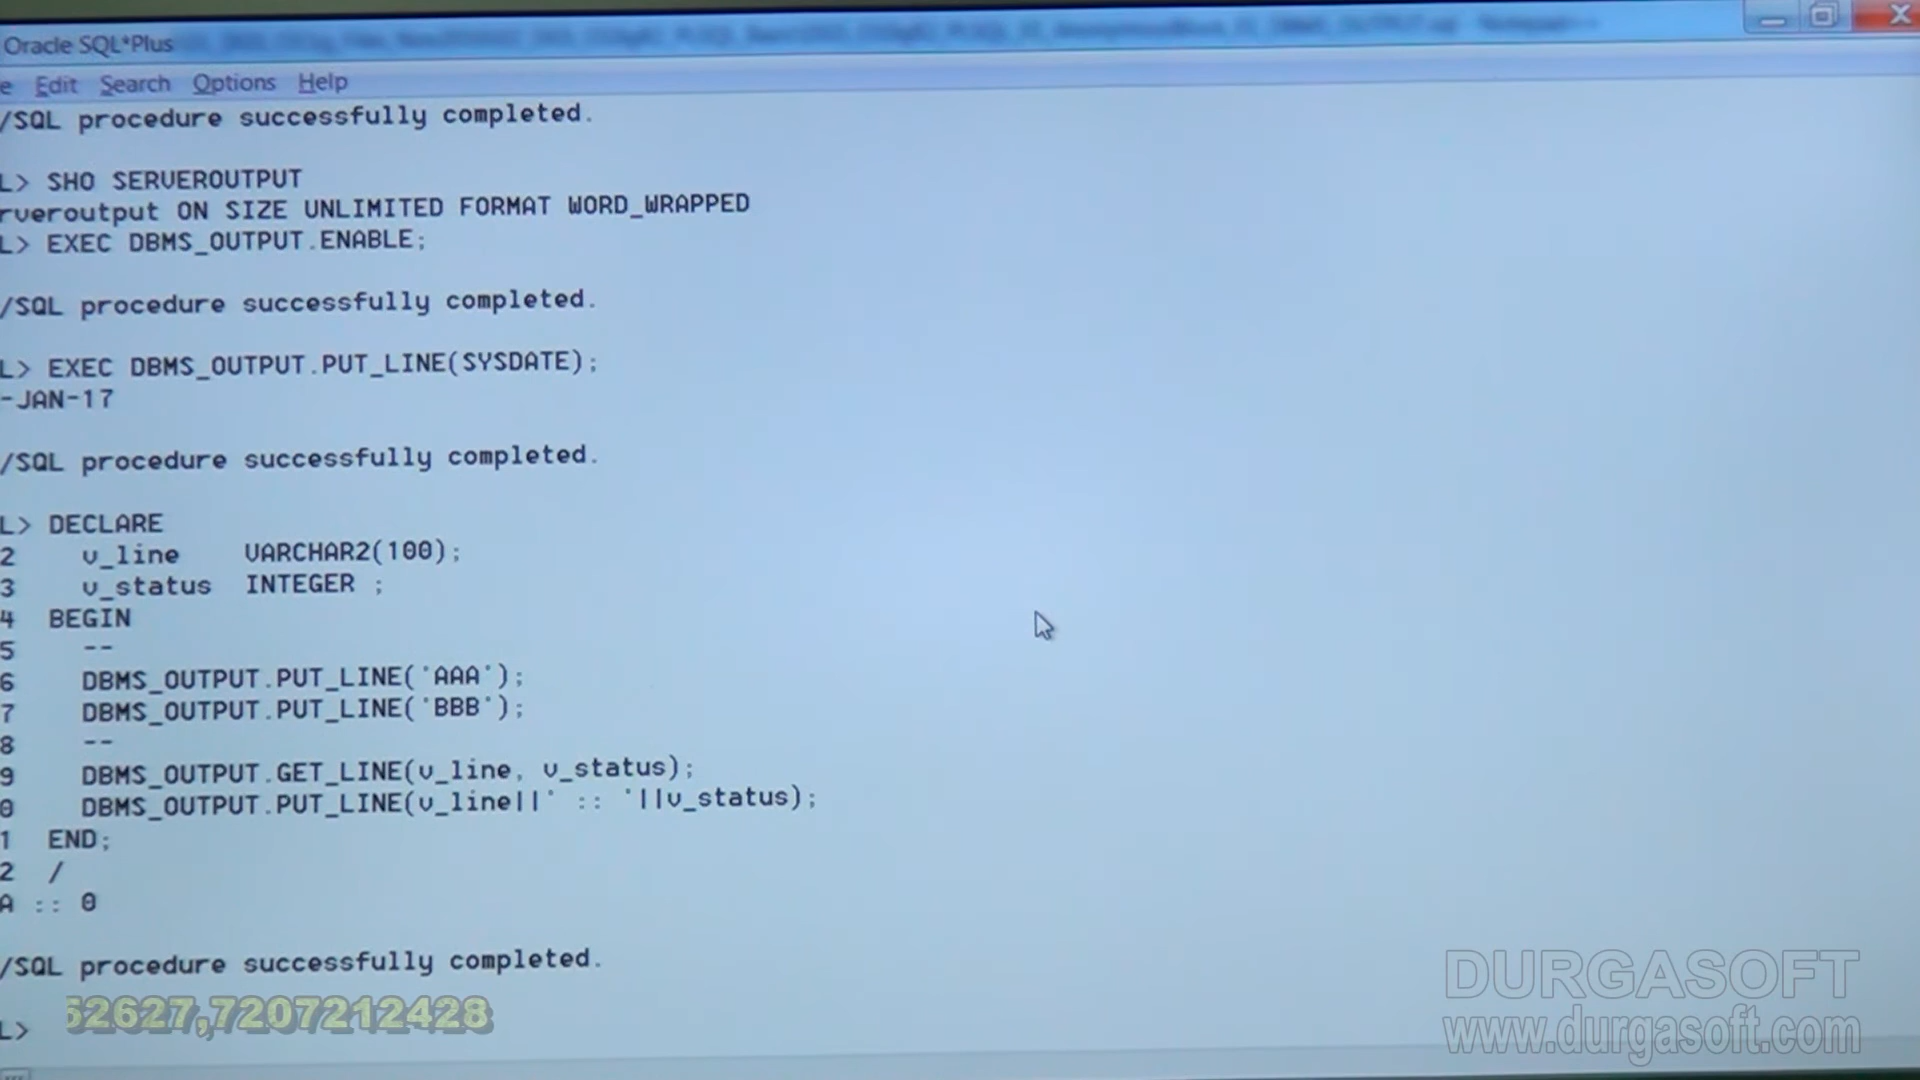 Oracle SQL*Plus
e Edit Search Options Help
/SQL procedure successfully completed.
L> SHO SERVEROUTPUT
rveroutput ON SIZE UNLIMITED FORMAT WORD_WRAPPED
L> EXEC DBMS_OUTPUT.ENABLE;
/SQL procedure successfully completed.
L> EXEC DBMS_OUTPUT.PUT_LINE(SYSDATE);
-JAN-17
/SQL procedure successfully completed.
L> DECLARE
2 v_line VARCHAR2(100);
3 v_status INTEGER ;
4 BEGIN
5 --
6 DBMS_OUTPUT.PUT_LINE('AAA');
7 DBMS_OUTPUT.PUT_LINE('BBB');
8 --
9 DBMS_OUTPUT.GET_LINE(v_line, v_status);
0 DBMS_OUTPUT.PUT_LINE(v_line||' :: '||v_status);
1 END;
2 /
A :: 0
/SQL procedure successfully completed.
L>
52627,7207212428
DURGASOFT
www.durgasoft.com